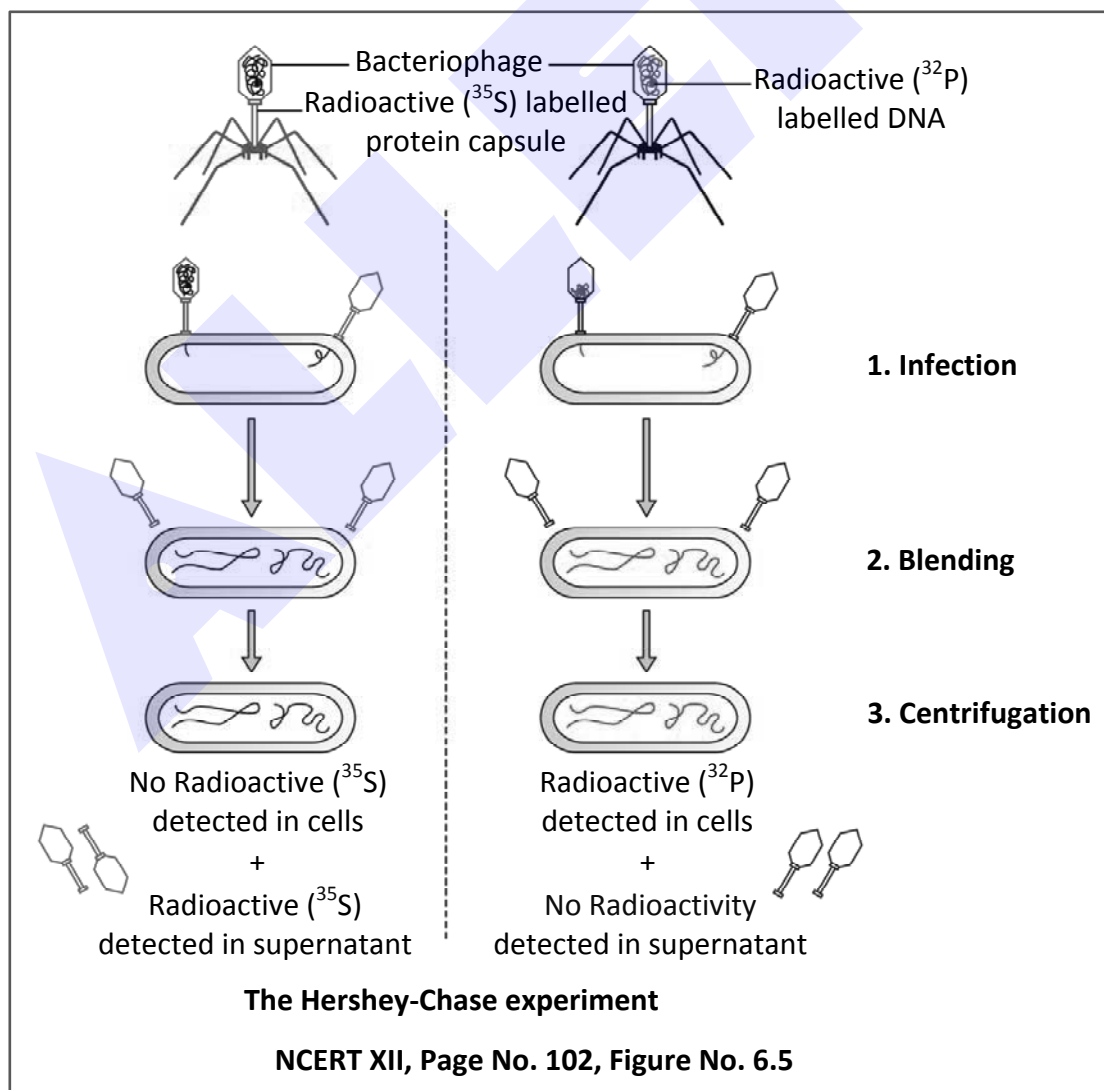 Bacteriophage
Radioactive (³⁵S) labelled
protein capsule
Radioactive (³²P)
labelled DNA
1. Infection
2. Blending
3. Centrifugation
No Radioactive (³⁵S)
detected in cells
+
Radioactive (³⁵S)
detected in supernatant
Radioactive (³²P)
detected in cells
+
No Radioactivity
detected in supernatant
The Hershey-Chase experiment
NCERT XII, Page No. 102, Figure No. 6.5